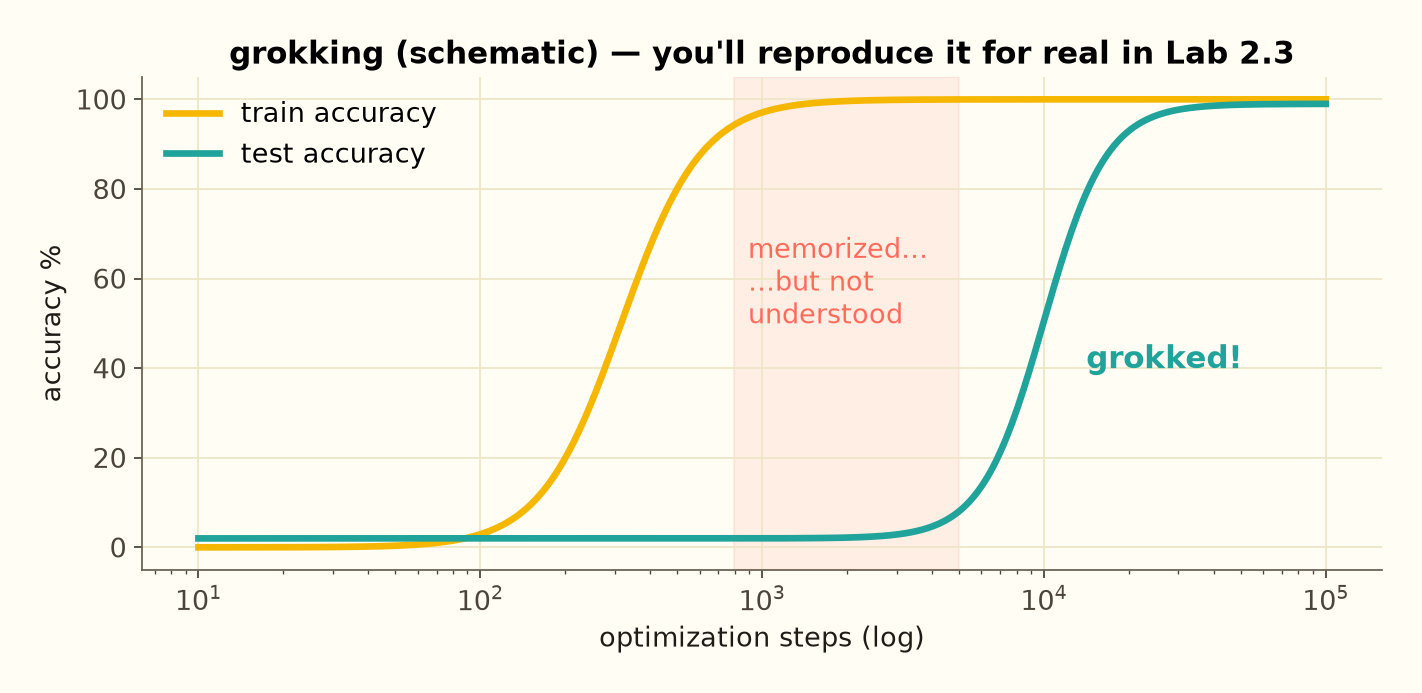 grokking (schematic) — you'll reproduce it for real in Lab 2.3
train accuracy
test accuracy
100
80
60
40
20
0
accuracy %
memorized...
...but not
understood
grokked!
10¹
10²
10³
10⁴
10⁵
optimization steps (log)